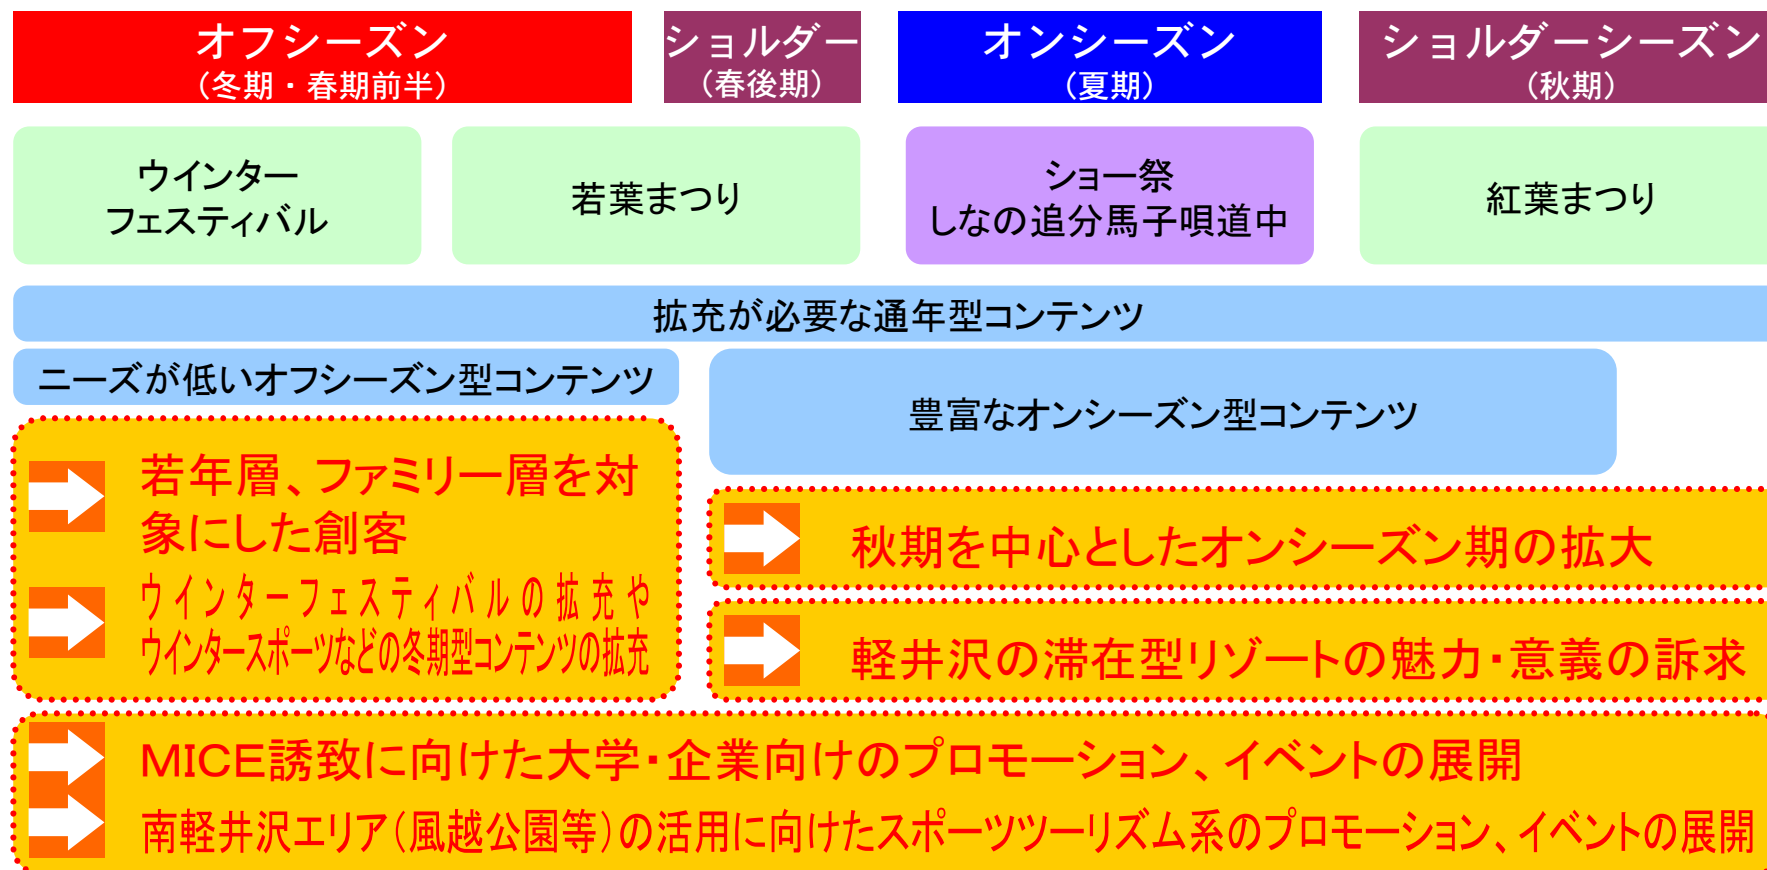 オフシーズン
（冬期・春期前半）
ショルダー
（春後期）
オンシーズン
（夏期）
ショルダーシーズン
（秋期）
ウインター
フェスティバル
若葉まつり
ショー祭
しなの追分馬子唄道中
紅葉まつり
拡充が必要な通年型コンテンツ
ニーズが低いオフシーズン型コンテンツ
豊富なオンシーズン型コンテンツ
若年層、ファミリー層を対
象にした創客
ウインターフェスティバルの拡充や
ウインタースポーツなどの冬期型コンテンツの拡充
秋期を中心としたオンシーズン期の拡大
軽井沢の滞在型リゾートの魅力・意義の訴求
MICE誘致に向けた大学・企業向けのプロモーション、イベントの展開
南軽井沢エリア（風越公園等）の活用に向けたスポーツツーリズム系のプロモーション、イベントの展開